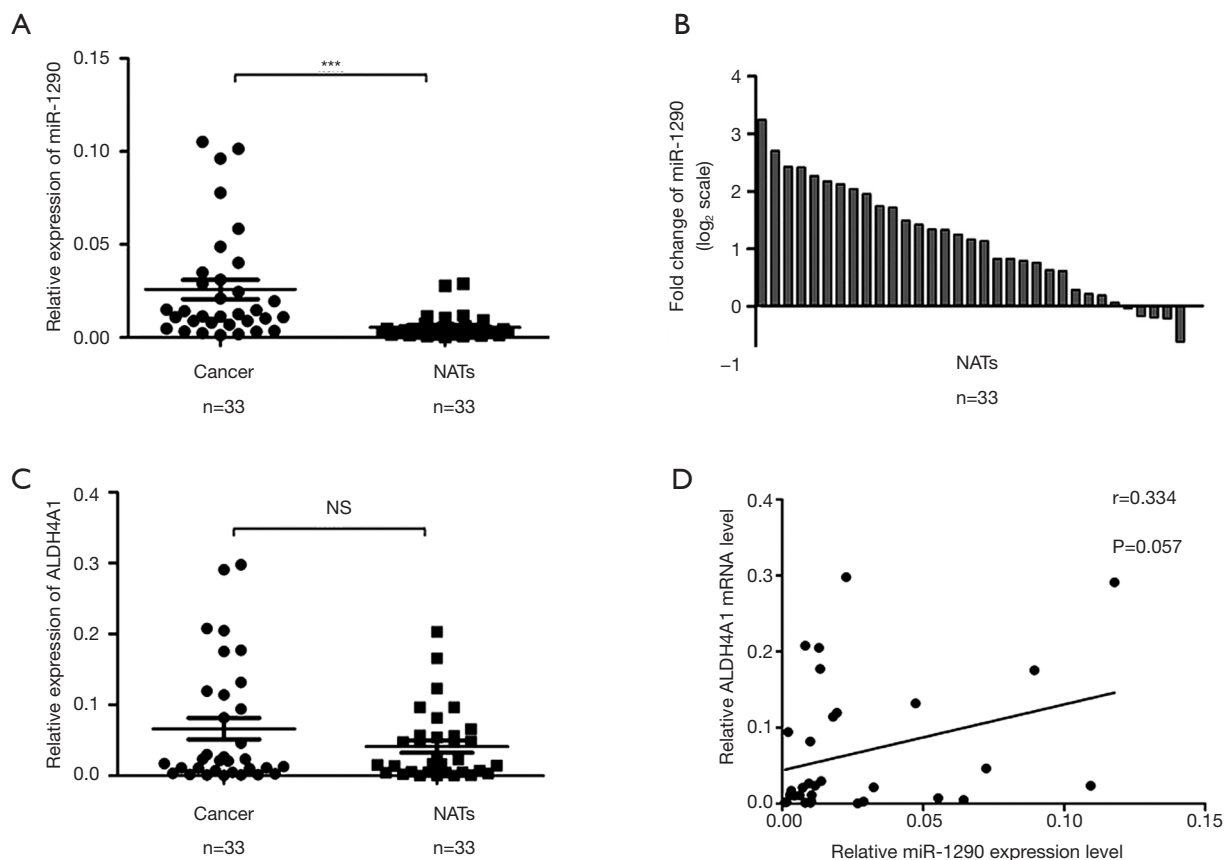 A
Relative expression of miR-1290
0.15
0.10
0.05
0.00
***
Cancer
NATs
n=33
n=33
B
Fold change of miR-1290
(log2 scale)
4
3
2
1
0
–1
NATs
n=33
C
Relative expression of ALDH4A1
0.4
0.3
0.2
0.1
0.0
NS
Cancer
NATs
n=33
n=33
D
Relative ALDH4A1 mRNA level
0.4
0.3
0.2
0.1
0.0
r=0.334
P=0.057
0.00
0.05
0.10
0.15
Relative miR-1290 expression level